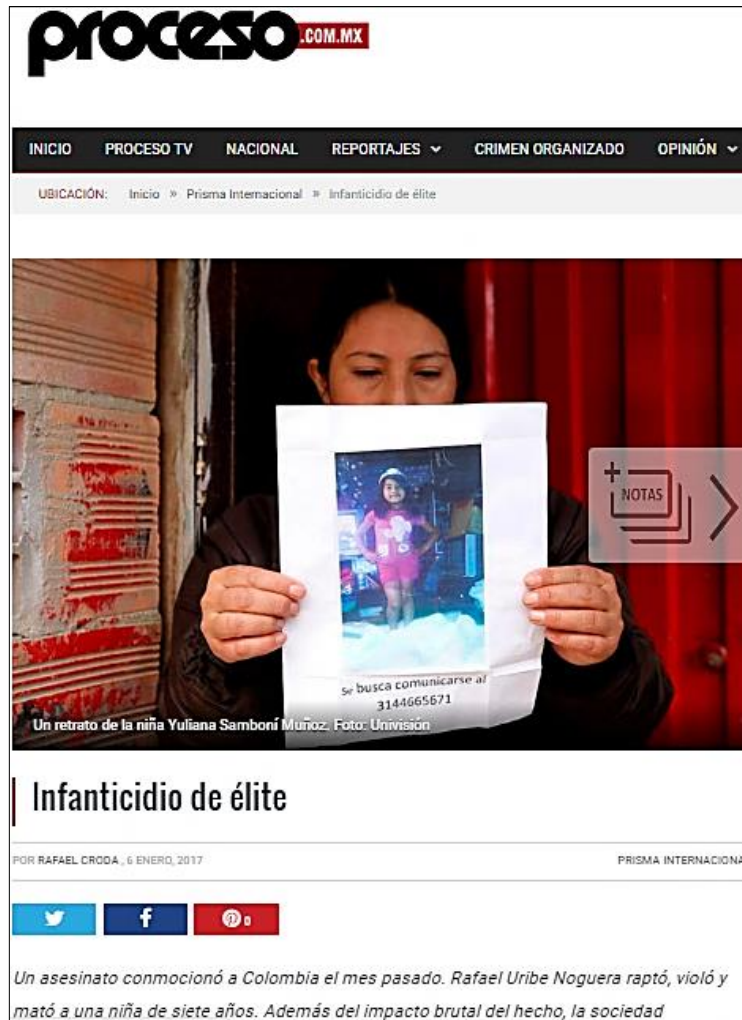 proceso .COM.MX
INICIO PROCESO TV NACIONAL REPORTAJES CRIMEN ORGANIZADO OPINIÓN
UBICACIÓN: Inicio » Prisma Internacional » Infanticidio de élite
+
NOTAS
Se busca comunicarse al
3144665671
Un retrato de la niña Yuliana Samboní Muñoz. Foto: Univisión
Infanticidio de élite
POR RAFAEL CRODA , 6 ENERO, 2017 PRISMA INTERNACIONA
0
Un asesinato conmocionó a Colombia el mes pasado. Rafael Uribe Noguera raptó, violó y
mató a una niña de siete años. Además del impacto brutal del hecho, la sociedad